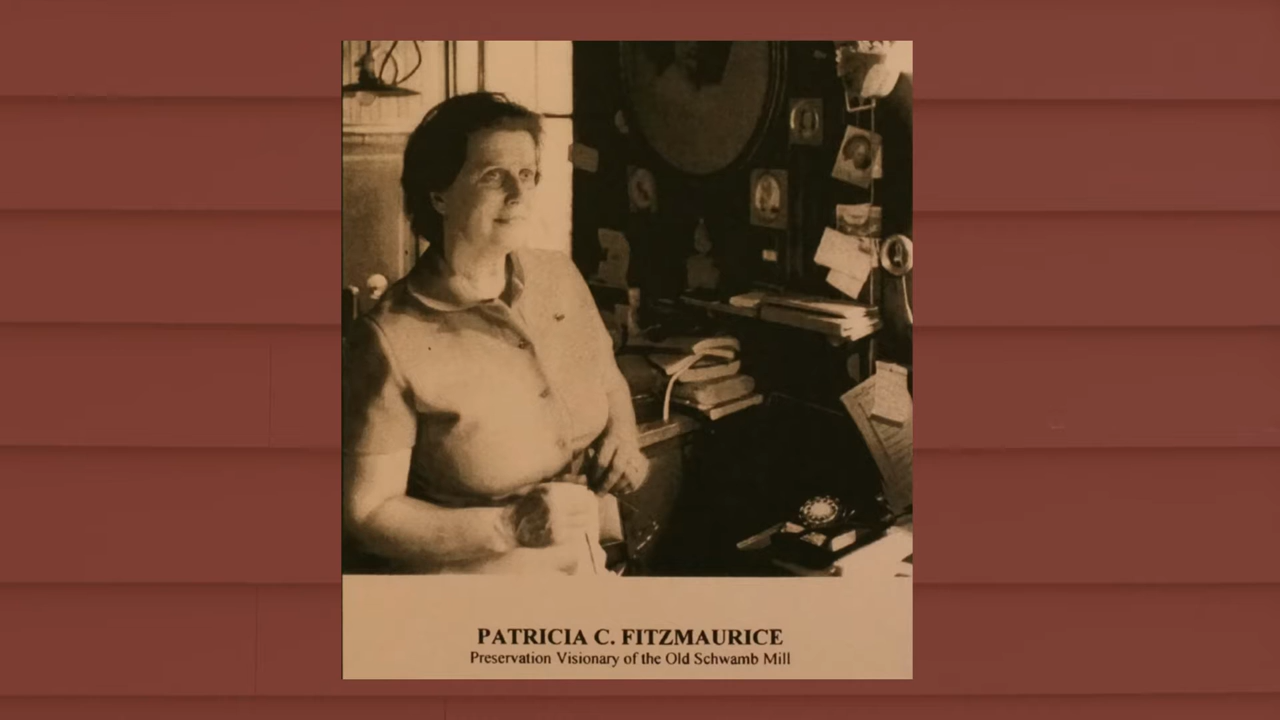 PATRICIA C. FITZMAURICE
Preservation Visionary of the Old Schwamb Mill